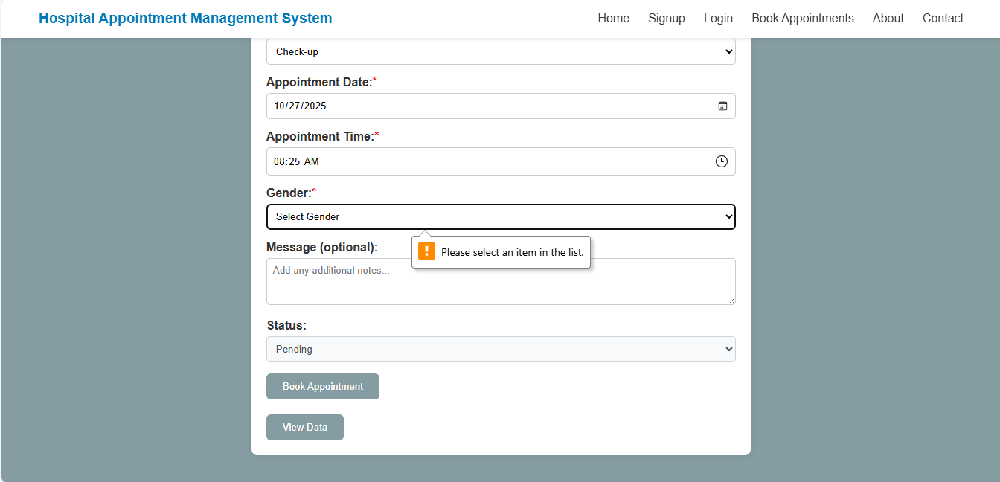 Hospital Appointment Management System Home Signup Login Book Appointments About Contact
Check-up
Appointment Date:*
10/27/2025
Appointment Time:*
08:25 AM
Gender:*
Select Gender
Please select an item in the list.
Message (optional):
Add any additional notes...
Status:
Pending
Book Appointment
View Data